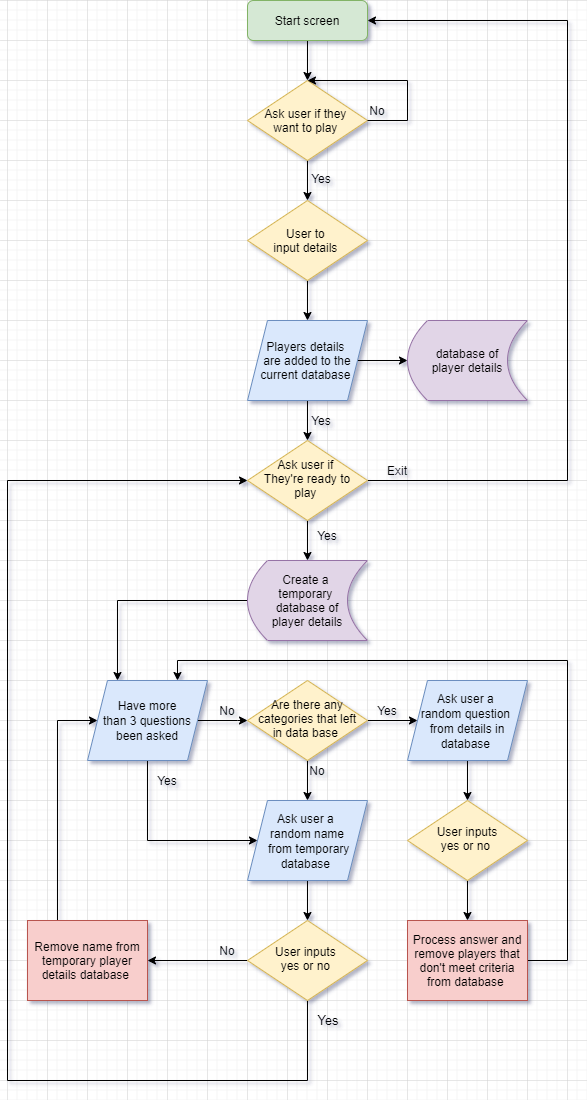 Start screen
Ask user if they
want to play
No
Yes
User to
input details
Players details
are added to the
current database
database of
player details
Yes
Ask user if
They're ready to
play
Exit
Yes
Create a
temporary
database of
player details
Have more
than 3 questions
been asked
No
Are there any
categories that left
in data base
Yes
Ask user a
random question
from details in
database
Yes
No
Ask user a
random name
from temporary
database
User inputs
yes or no
Remove name from
temporary player
details database
No
User inputs
yes or no
Process answer and
remove players that
don't meet criteria
from database
Yes